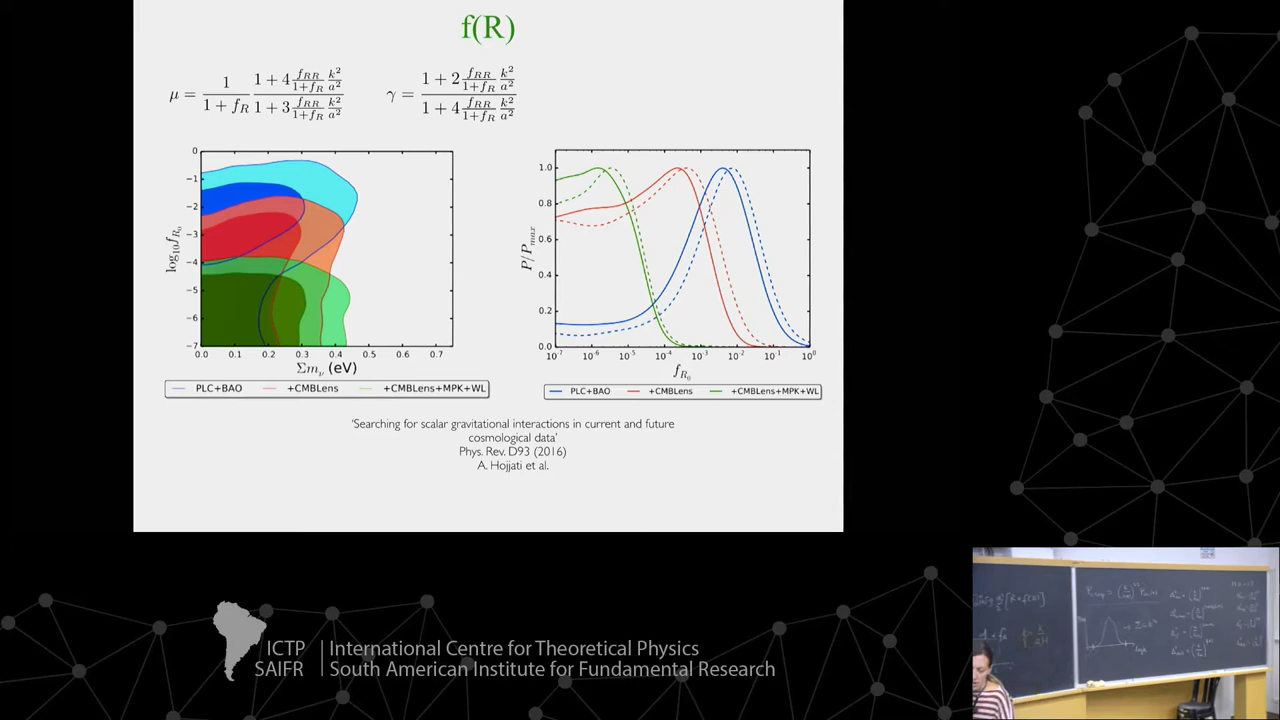 f(R)
μ = 1/(1 + f_R) (1 + 4 f_RR/(1+f_R) k²/a²)/(1 + 3 f_RR/(1+f_R) k²/a²)
γ = (1 + 2 f_RR/(1+f_R) k²/a²)/(1 + 4 f_RR/(1+f_R) k²/a²)
0
−1
−2
−3
−4
−5
−6
−7
log₁₀ f_R₀
0.0 0.1 0.2 0.3 0.4 0.5 0.6 0.7
Σm_ν (eV)
PLC+BAO +CMBLens +CMBLens+MPK+WL
1.0
0.8
0.6
0.4
0.2
0.0
P/P_max
10⁻⁷ 10⁻⁶ 10⁻⁵ 10⁻⁴ 10⁻³ 10⁻² 10⁻¹ 10⁰
f_R₀
PLC+BAO +CMBLens +CMBLens+MPK+WL
'Searching for scalar gravitational interactions in current and future
cosmological data'
Phys. Rev. D93 (2016)
A. Hojjati et al.
ICTP
SAIFR
International Centre for Theoretical Physics
South American Institute for Fundamental Research